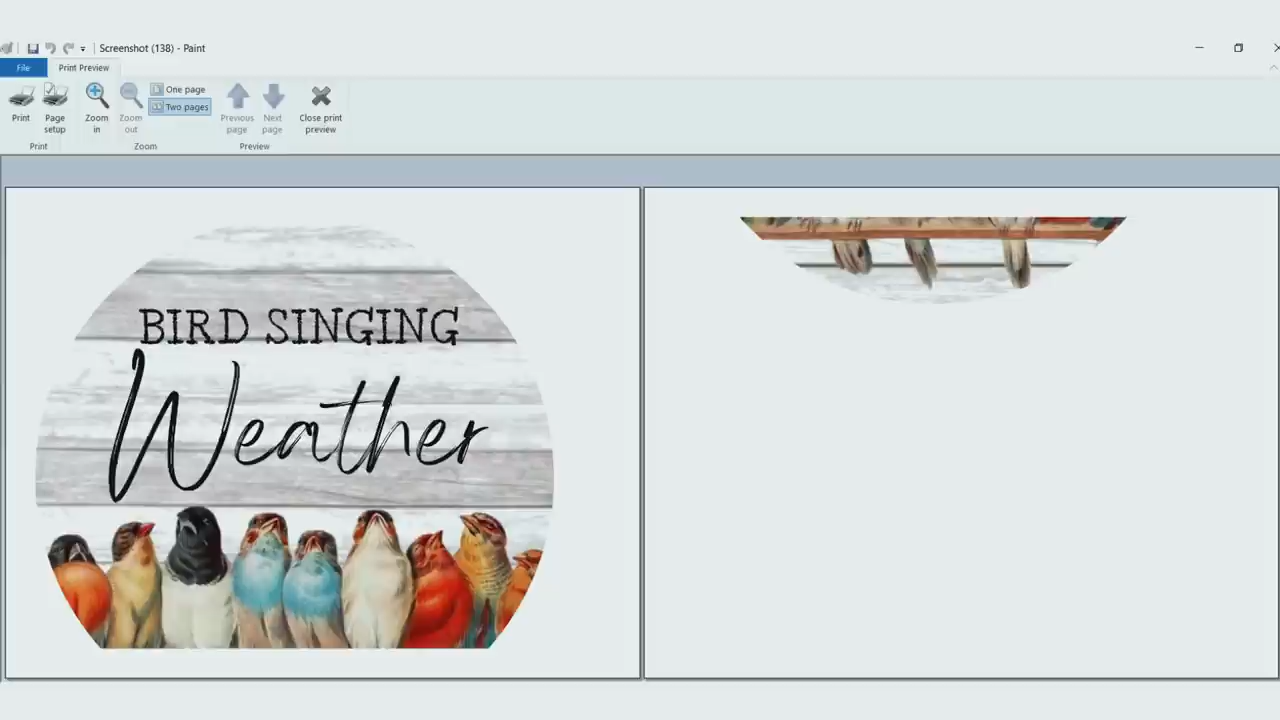 Screenshot (138) - Paint
File
Print Preview
Print
Page setup
Zoom in
Zoom out
One page
Two pages
Previous page
Next page
Close print preview
Print
Zoom
Preview
BIRD SINGING
Weather